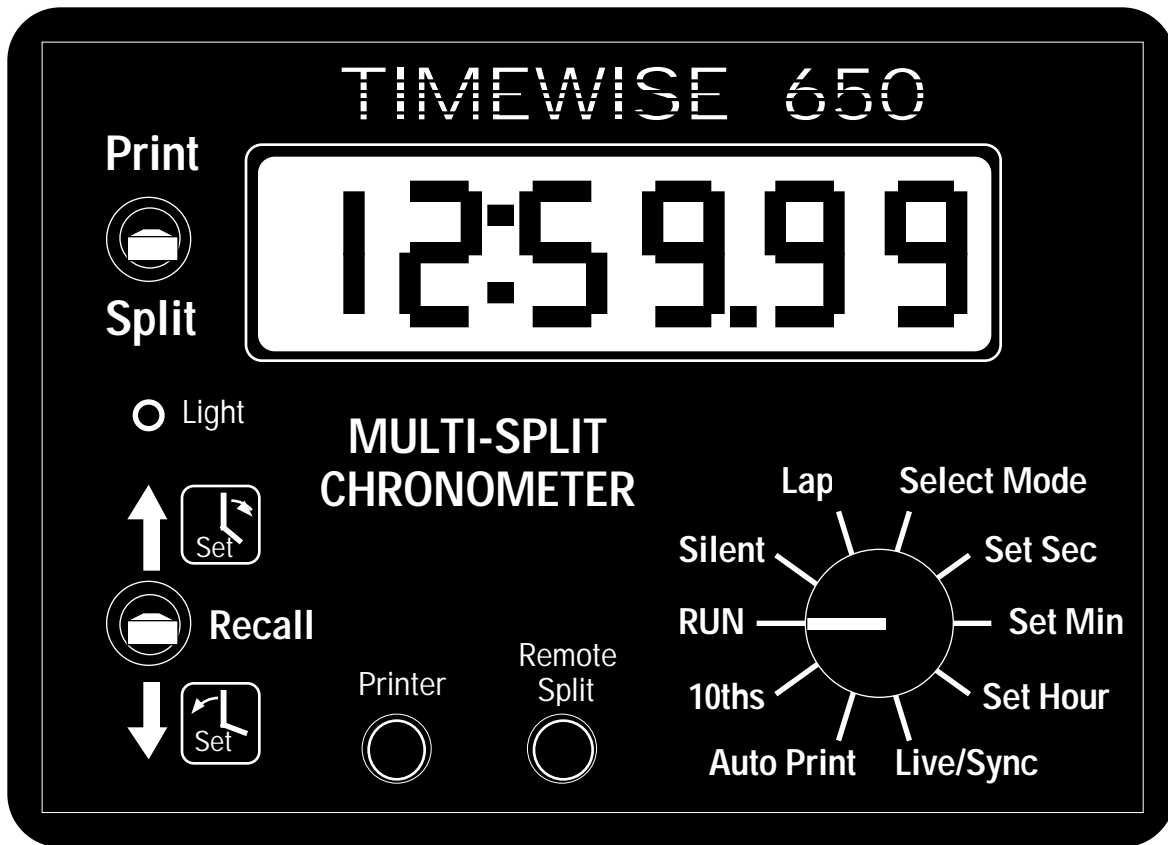 TIMEWISE 650
Print
12:59.99
Split
Light
MULTI-SPLIT
CHRONOMETER
Set
Recall
Set
Printer
Remote
Split
Lap
Select Mode
Silent
Set Sec
RUN
Set Min
10ths
Set Hour
Auto Print
Live/Sync